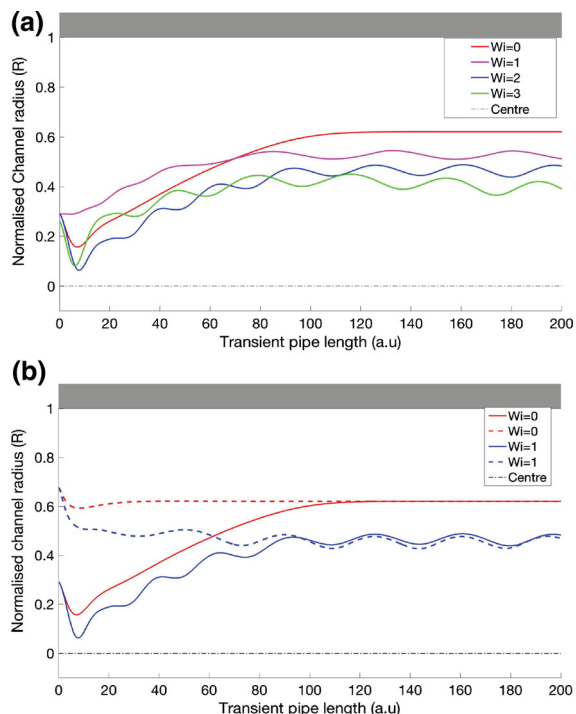 (a)
Normalised Channel radius (R)
1
0.8
0.6
0.4
0.2
0
Wi=0
Wi=1
Wi=2
Wi=3
Centre
0 20 40 60 80 100 120 140 160 180 200
Transient pipe length (a.u)
(b)
Normalised channel radius (R)
1
0.8
0.6
0.4
0.2
0
Wi=0
Wi=0
Wi=1
Wi=1
Centre
0 20 40 60 80 100 120 140 160 180 200
Transient pipe length (a.u)